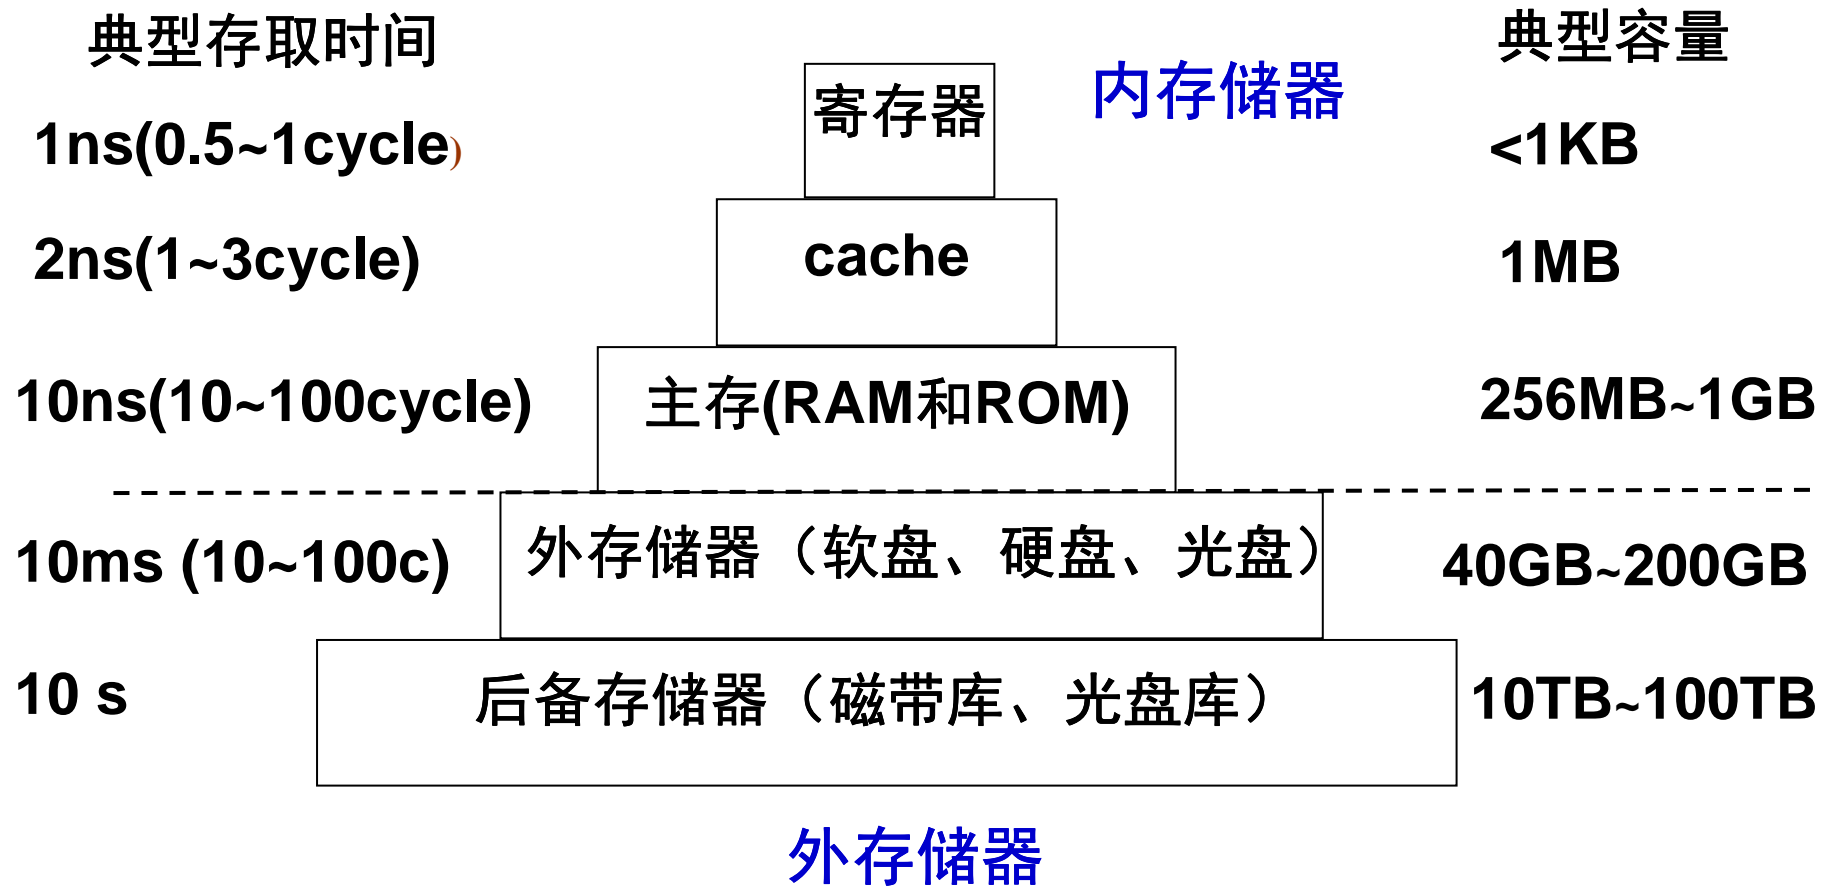 典型存取时间
典型容量
内存储器
寄存器
1ns(0.5~1cycle)
<1KB
2ns(1~3cycle)
cache
1MB
10ns(10~100cycle)
主存(RAM和ROM)
256MB~1GB
10ms (10~100c)
外存储器（软盘、硬盘、光盘）
40GB~200GB
10 s
后备存储器（磁带库、光盘库）
10TB~100TB
外存储器